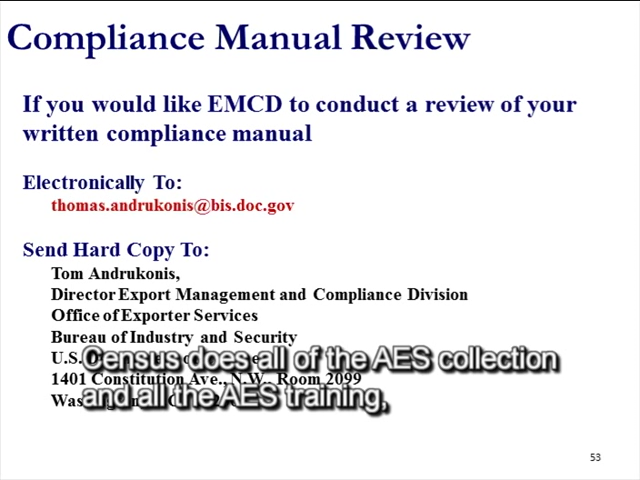 Compliance Manual Review
If you would like EMCD to conduct a review of your
written compliance manual
Electronically To:
thomas.andrukonis@bis.doc.gov
Send Hard Copy To:
Tom Andrukonis,
Director Export Management and Compliance Division
Office of Exporter Services
Bureau of Industry and Security
U.S.
Census does all of the AES collection
1401 Constitution Ave., N.W., Room 2099
and all the AES training,
53